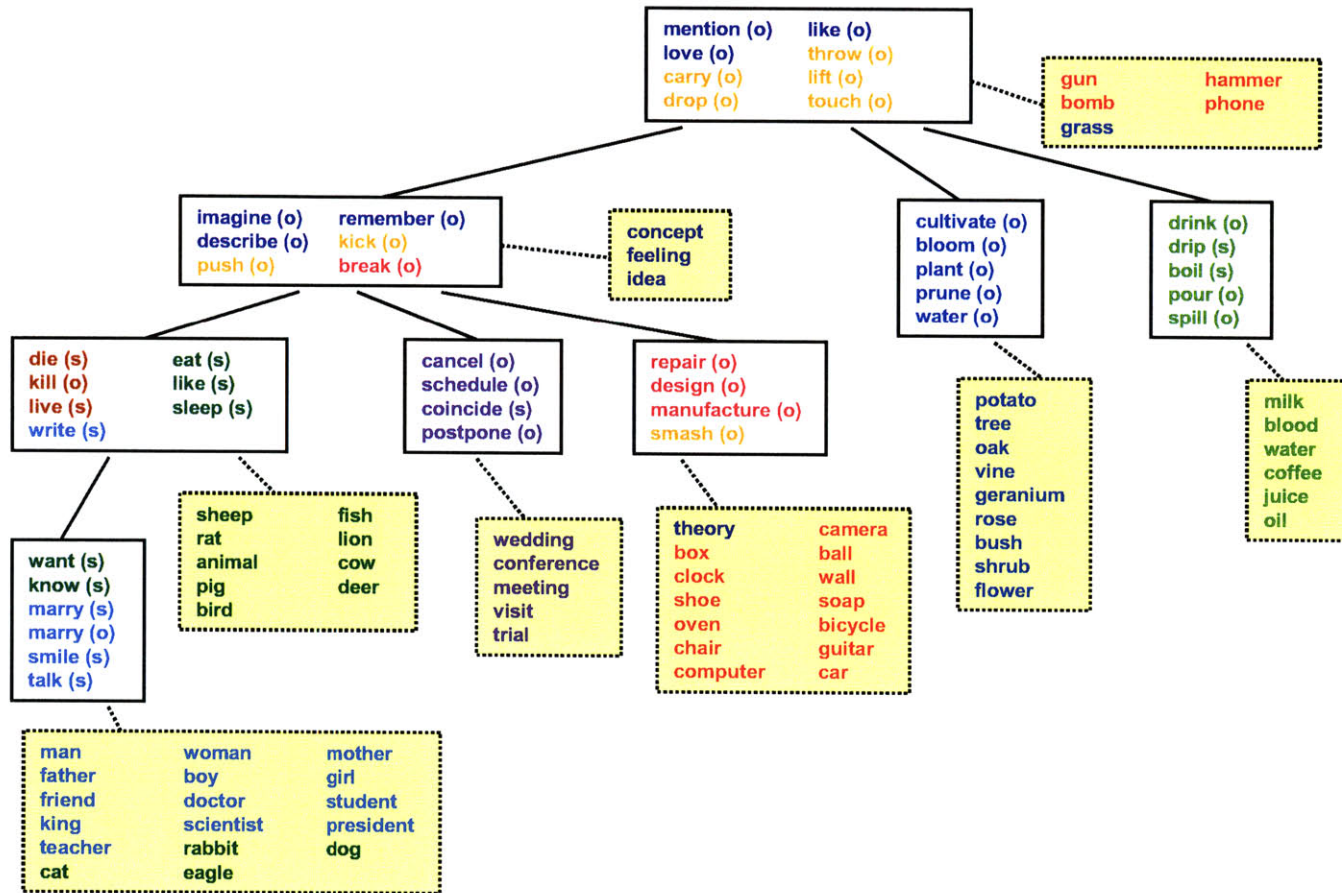 mention (o) like (o)
love (o) throw (o)
carry (o) lift (o)
drop (o) touch (o)
gun hammer
bomb phone
grass
imagine (o) remember (o)
describe (o) kick (o)
push (o) break (o)
concept
feeling
idea
cultivate (o)
bloom (o)
plant (o)
prune (o)
water (o)
drink (o)
drip (s)
boil (s)
pour (o)
spill (o)
die (s) eat (s)
kill (o) like (s)
live (s) sleep (s)
write (s)
cancel (o)
schedule (o)
coincide (s)
postpone (o)
repair (o)
design (o)
manufacture (o)
smash (o)
potato
tree
oak
vine
geranium
rose
bush
shrub
flower
milk
blood
water
coffee
juice
oil
want (s)
know (s)
marry (s)
marry (o)
smile (s)
talk (s)
sheep fish
rat lion
animal cow
pig deer
bird
wedding
conference
meeting
visit
trial
theory camera
box ball
clock wall
shoe soap
oven bicycle
chair guitar
computer car
man woman mother
father boy girl
friend doctor student
king scientist president
teacher rabbit dog
cat eagle